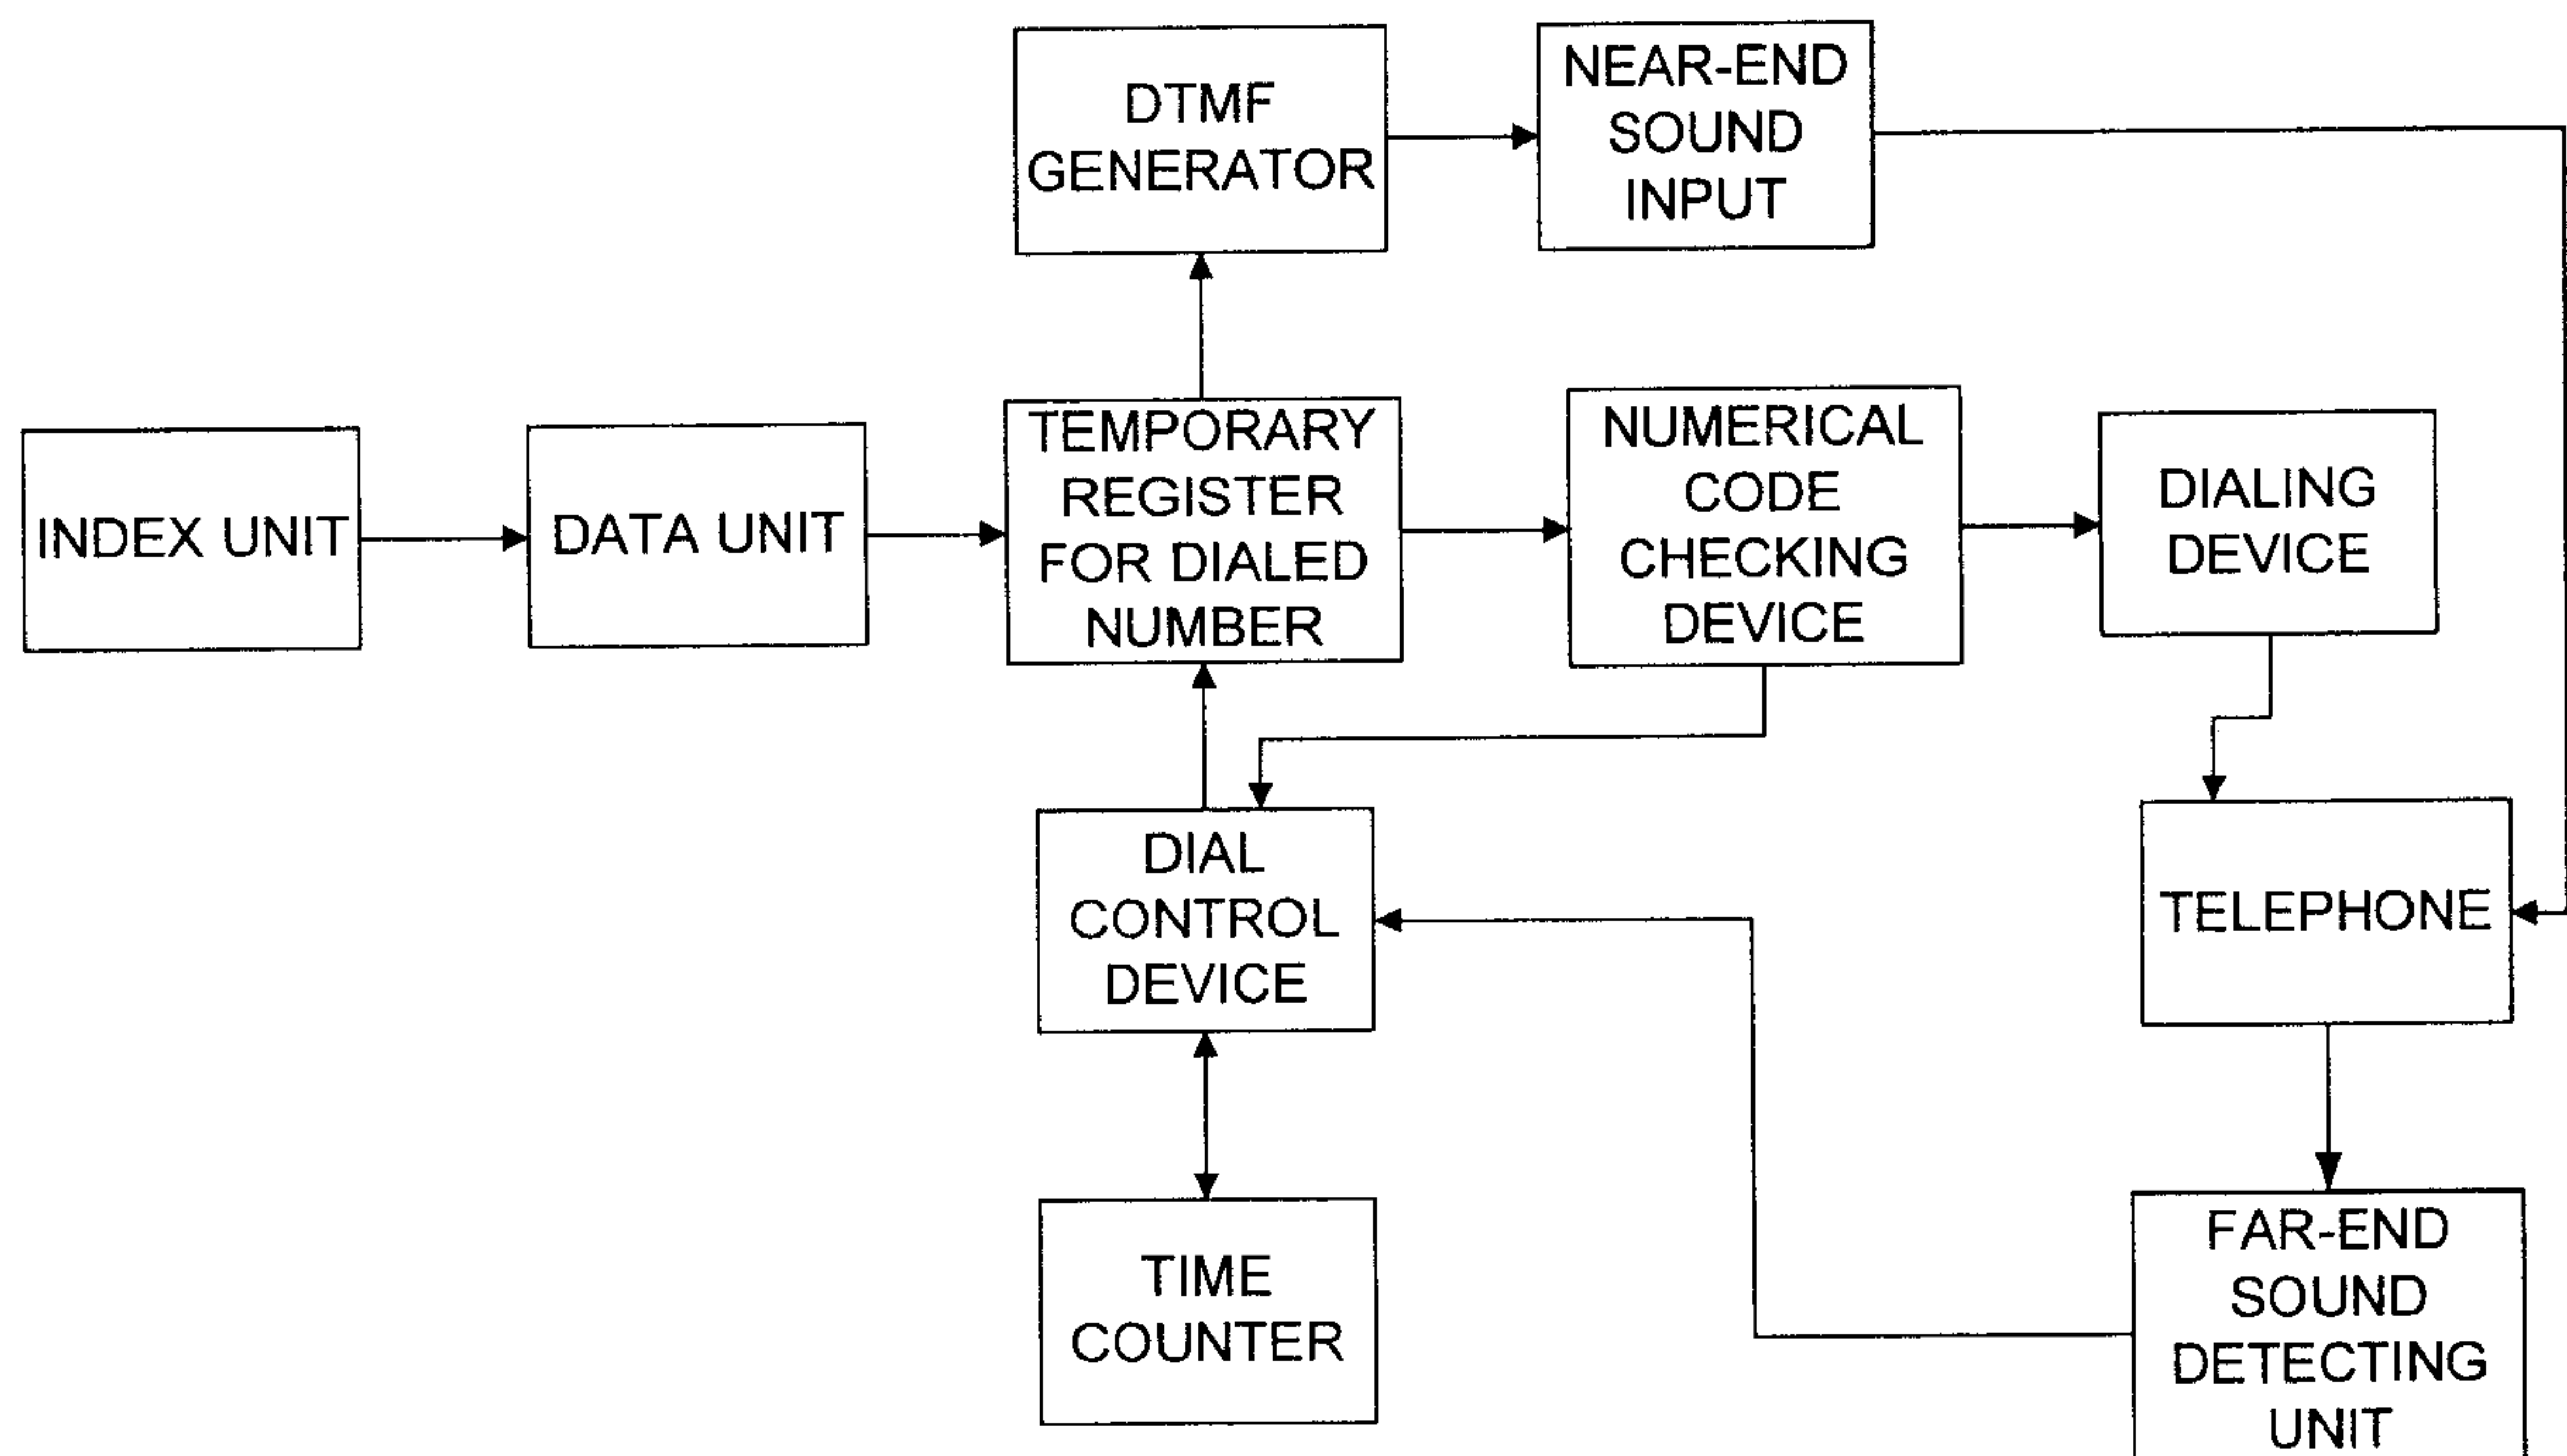 DTMF
GENERATOR
NEAR-END
SOUND
INPUT
INDEX UNIT
DATA UNIT
TEMPORARY
REGISTER
FOR DIALED
NUMBER
NUMERICAL
CODE
CHECKING
DEVICE
DIALING
DEVICE
DIAL
CONTROL
DEVICE
TELEPHONE
TIME
COUNTER
FAR-END
SOUND
DETECTING
UNIT